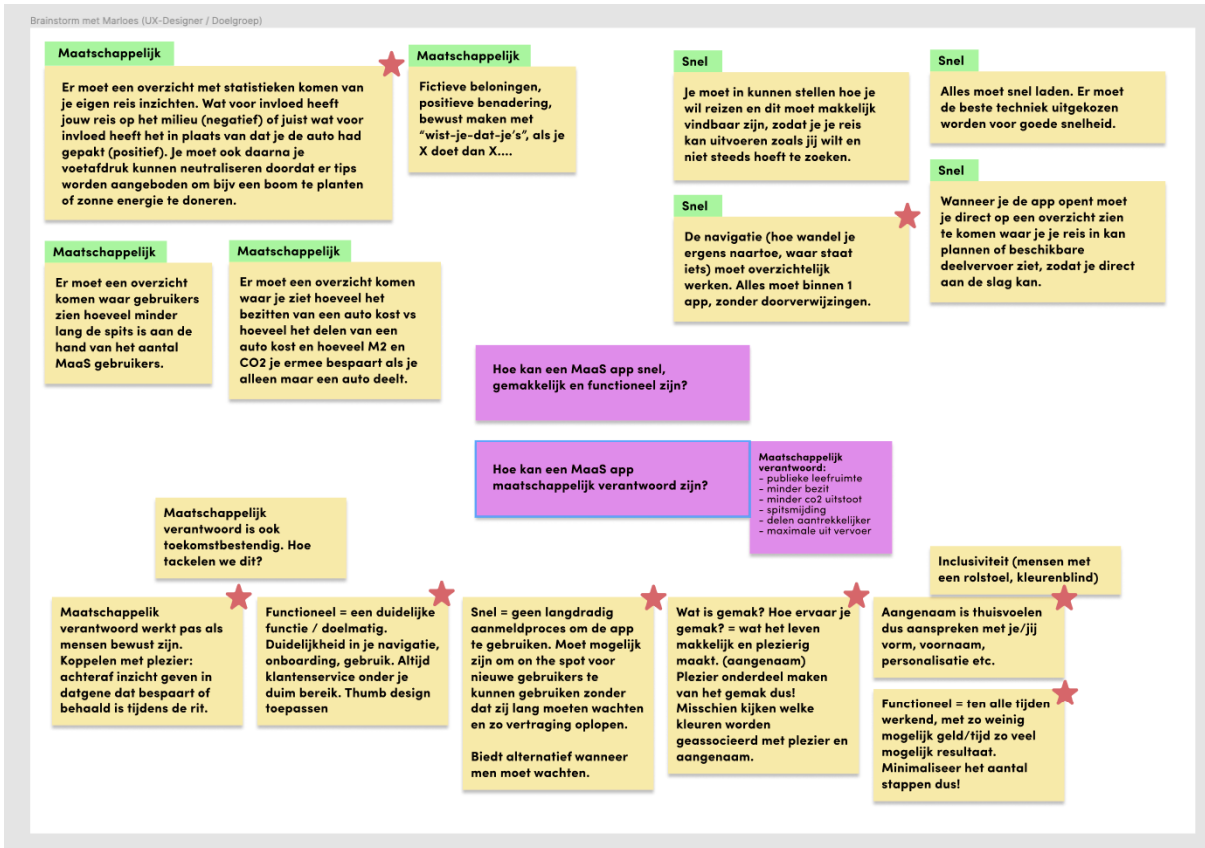 Brainstorm met Marloes (UX-Designer / Doelgroep)
Maatschappelijk
Er moet een overzicht met statistieken komen van
je eigen reis inzichten. Wat voor invloed heeft
jouw reis op het milieu (negatief) of juist wat voor
invloed heeft het in plaats van dat je de auto had
gepakt (positief). Je moet ook daarna je
voetafdruk kunnen neutraliseren doordat er tips
worden aangeboden om bijv een boom te planten
of zonne energie te doneren.
Maatschappelijk
Fictieve beloningen,
positieve benadering,
bewust maken met
“wist-je-dat-je’s”, als je
X doet dan X....
Snel
Je moet in kunnen stellen hoe je
wil reizen en dit moet makkelijk
vindbaar zijn, zodat je je reis
kan uitvoeren zoals jij wilt en
niet steeds hoeft te zoeken.
Snel
Alles moet snel laden. Er moet
de beste techniek uitgekozen
worden voor goede snelheid.
Snel
De navigatie (hoe wandel je
ergens naartoe, waar staat
iets) moet overzichtelijk
werken. Alles moet binnen 1
app, zonder doorverwijzingen.
Snel
Wanneer je de app opent moet
je direct op een overzicht zien
te komen waar je je reis in kan
plannen of beschikbare
deelvervoer ziet, zodat je direct
aan de slag kan.
Maatschappelijk
Er moet een overzicht
komen waar gebruikers
zien hoeveel minder
lang de spits is aan de
hand van het aantal
MaaS gebruikers.
Maatschappelijk
Er moet een overzicht komen
waar je ziet hoeveel het
bezitten van een auto kost vs
hoeveel het delen van een
auto kost en hoeveel M2 en
CO2 je ermee bespaart als je
alleen maar een auto deelt.
Hoe kan een MaaS app snel,
gemakkelijk en functioneel zijn?
Hoe kan een MaaS app
maatschappelijk verantwoord zijn?
Maatschappelijk
verantwoord:
- publieke leefruimte
- minder bezit
- minder co2 uitstoot
- spitsmijding
- delen aantrekkelijker
- maximale uit vervoer
Maatschappelijk
verantwoord is ook
toekomstbestendig. Hoe
tackelen we dit?
Inclusiviteit (mensen met
een rolstoel, kleurenblind)
Maatschappelik
verantwoord werkt pas als
mensen bewust zijn.
Koppelen met plezier:
achteraf inzicht geven in
datgene dat bespaart of
behaald is tijdens de rit.
Functioneel = een duidelijke
functie / doelmatig.
Duidelijkheid in je navigatie,
onboarding, gebruik. Altijd
klantenservice onder je
duim bereik. Thumb design
toepassen
Snel = geen langdradig
aanmeldproces om de app
te gebruiken. Moet mogelijk
zijn om on the spot voor
nieuwe gebruikers te
kunnen gebruiken zonder
dat zij lang moeten wachten
en zo vertraging oplopen.
Biedt alternatief wanneer
men moet wachten.
Wat is gemak? Hoe ervaar je
gemak? = wat het leven
makkelijk en plezierig
maakt. (aangenaam)
Plezier onderdeel maken
van het gemak dus!
Misschien kijken welke
kleuren worden
geassocieerd met plezier en
aangenaam.
Aangenaam is thuisvoelen
dus aanspreken met je/jij
vorm, voornaam,
personalisatie etc.
Functioneel = ten alle tijden
werkend, met zo weinig
mogelijk geld/tijd zo veel
mogelijk resultaat.
Minimaliseer het aantal
stappen dus!